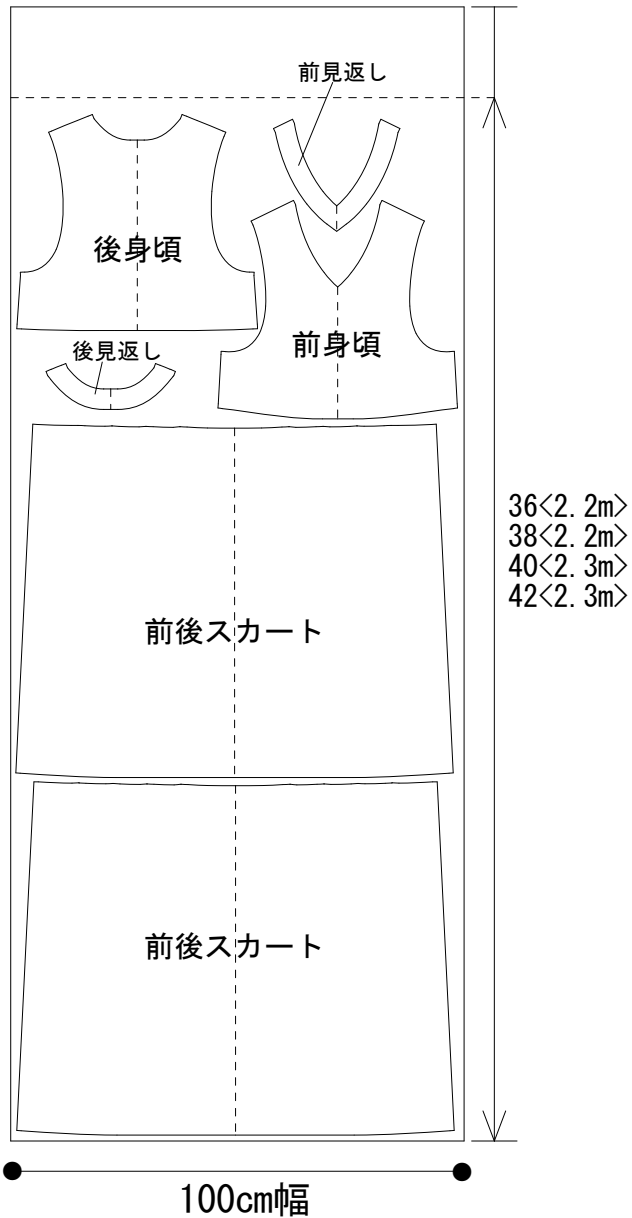 前見返し
後身頃
前身頃
後見返し
36<2.2m>
38<2.2m>
40<2.3m>
42<2.3m>
前後スカート
前後スカート
100cm幅